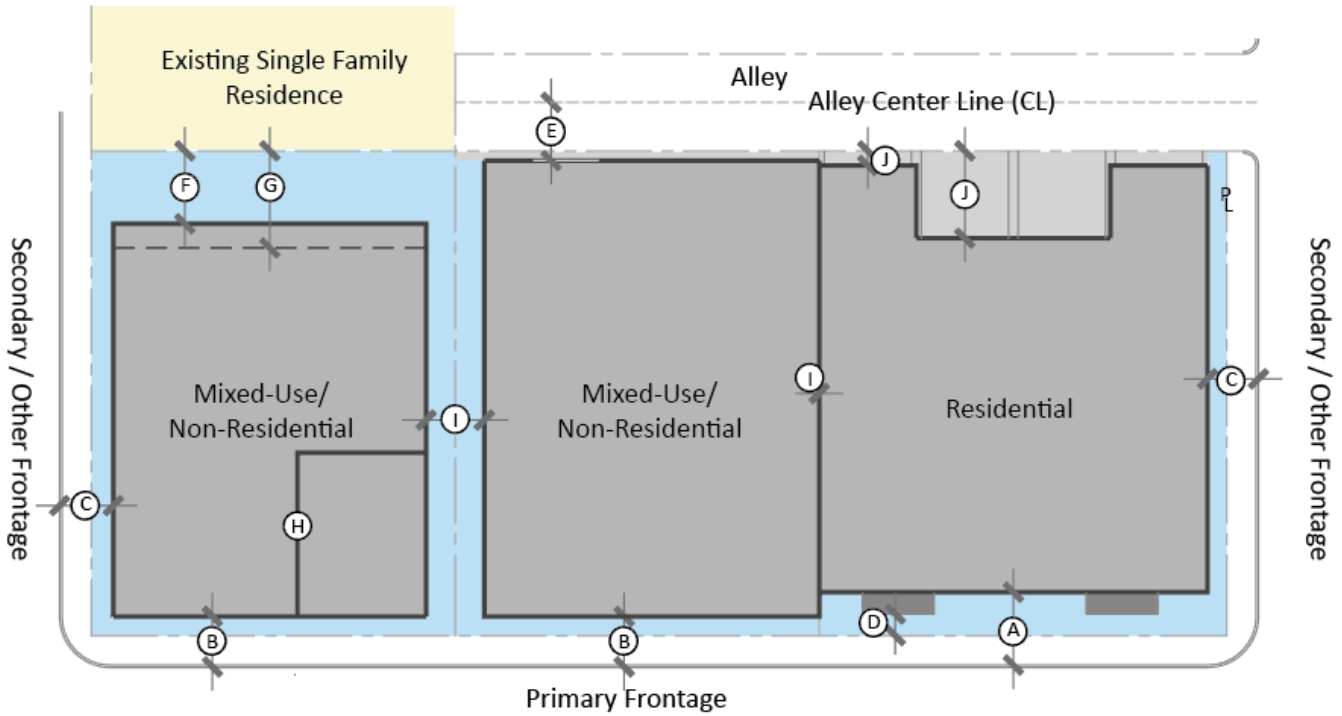 Existing Single Family
Residence
Alley
Alley Center Line (CL)
E
J
F
G
J
PL
Secondary / Other Frontage
Secondary / Other Frontage
Mixed-Use/
Non-Residential
I
Mixed-Use/
Non-Residential
I
Residential
C
C
H
B
B
D
A
Primary Frontage